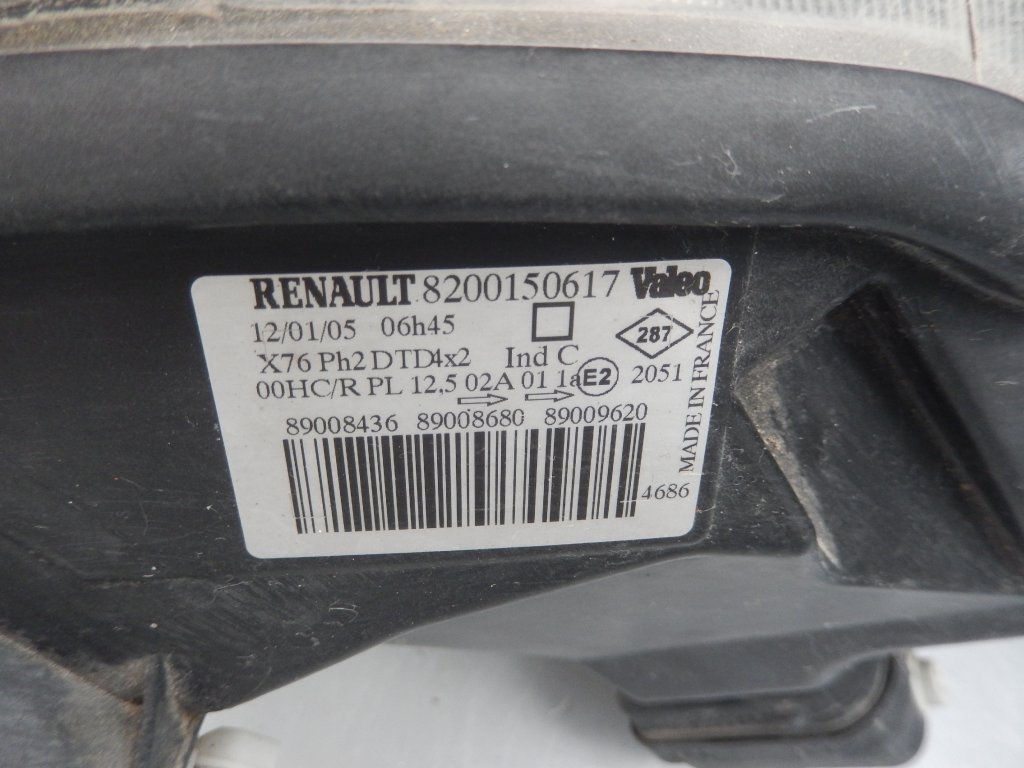 RENAULT 8200150617 Valeo
12/01/05 06h45
287
X76 Ph2 DTD4x2 Ind C
00HC/R PL 12,5 02A 01 1a E2 2051
89008436 89008680 89009620
4686
MADE IN FRANCE